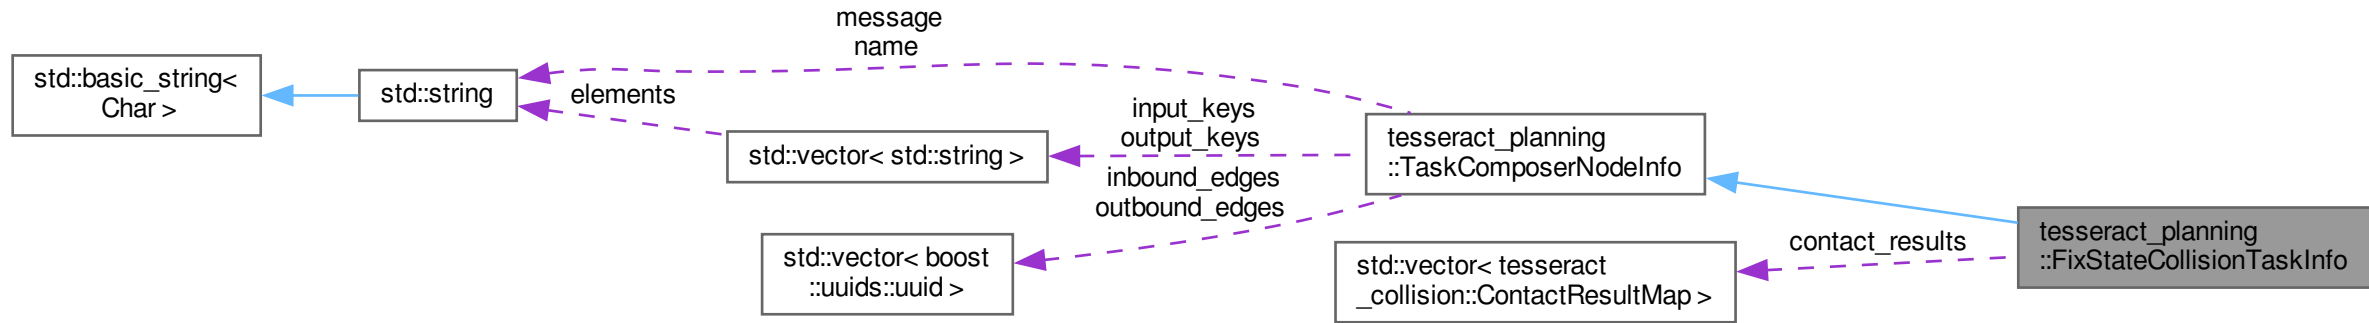 message
name
std::basic_string<
Char >
std::string
elements
std::vector< std::string >
input_keys
output_keys
inbound_edges
outbound_edges
std::vector< boost
::uuids::uuid >
tesseract_planning
::TaskComposerNodeInfo
std::vector< tesseract
_collision::ContactResultMap >
contact_results
tesseract_planning
::FixStateCollisionTaskInfo